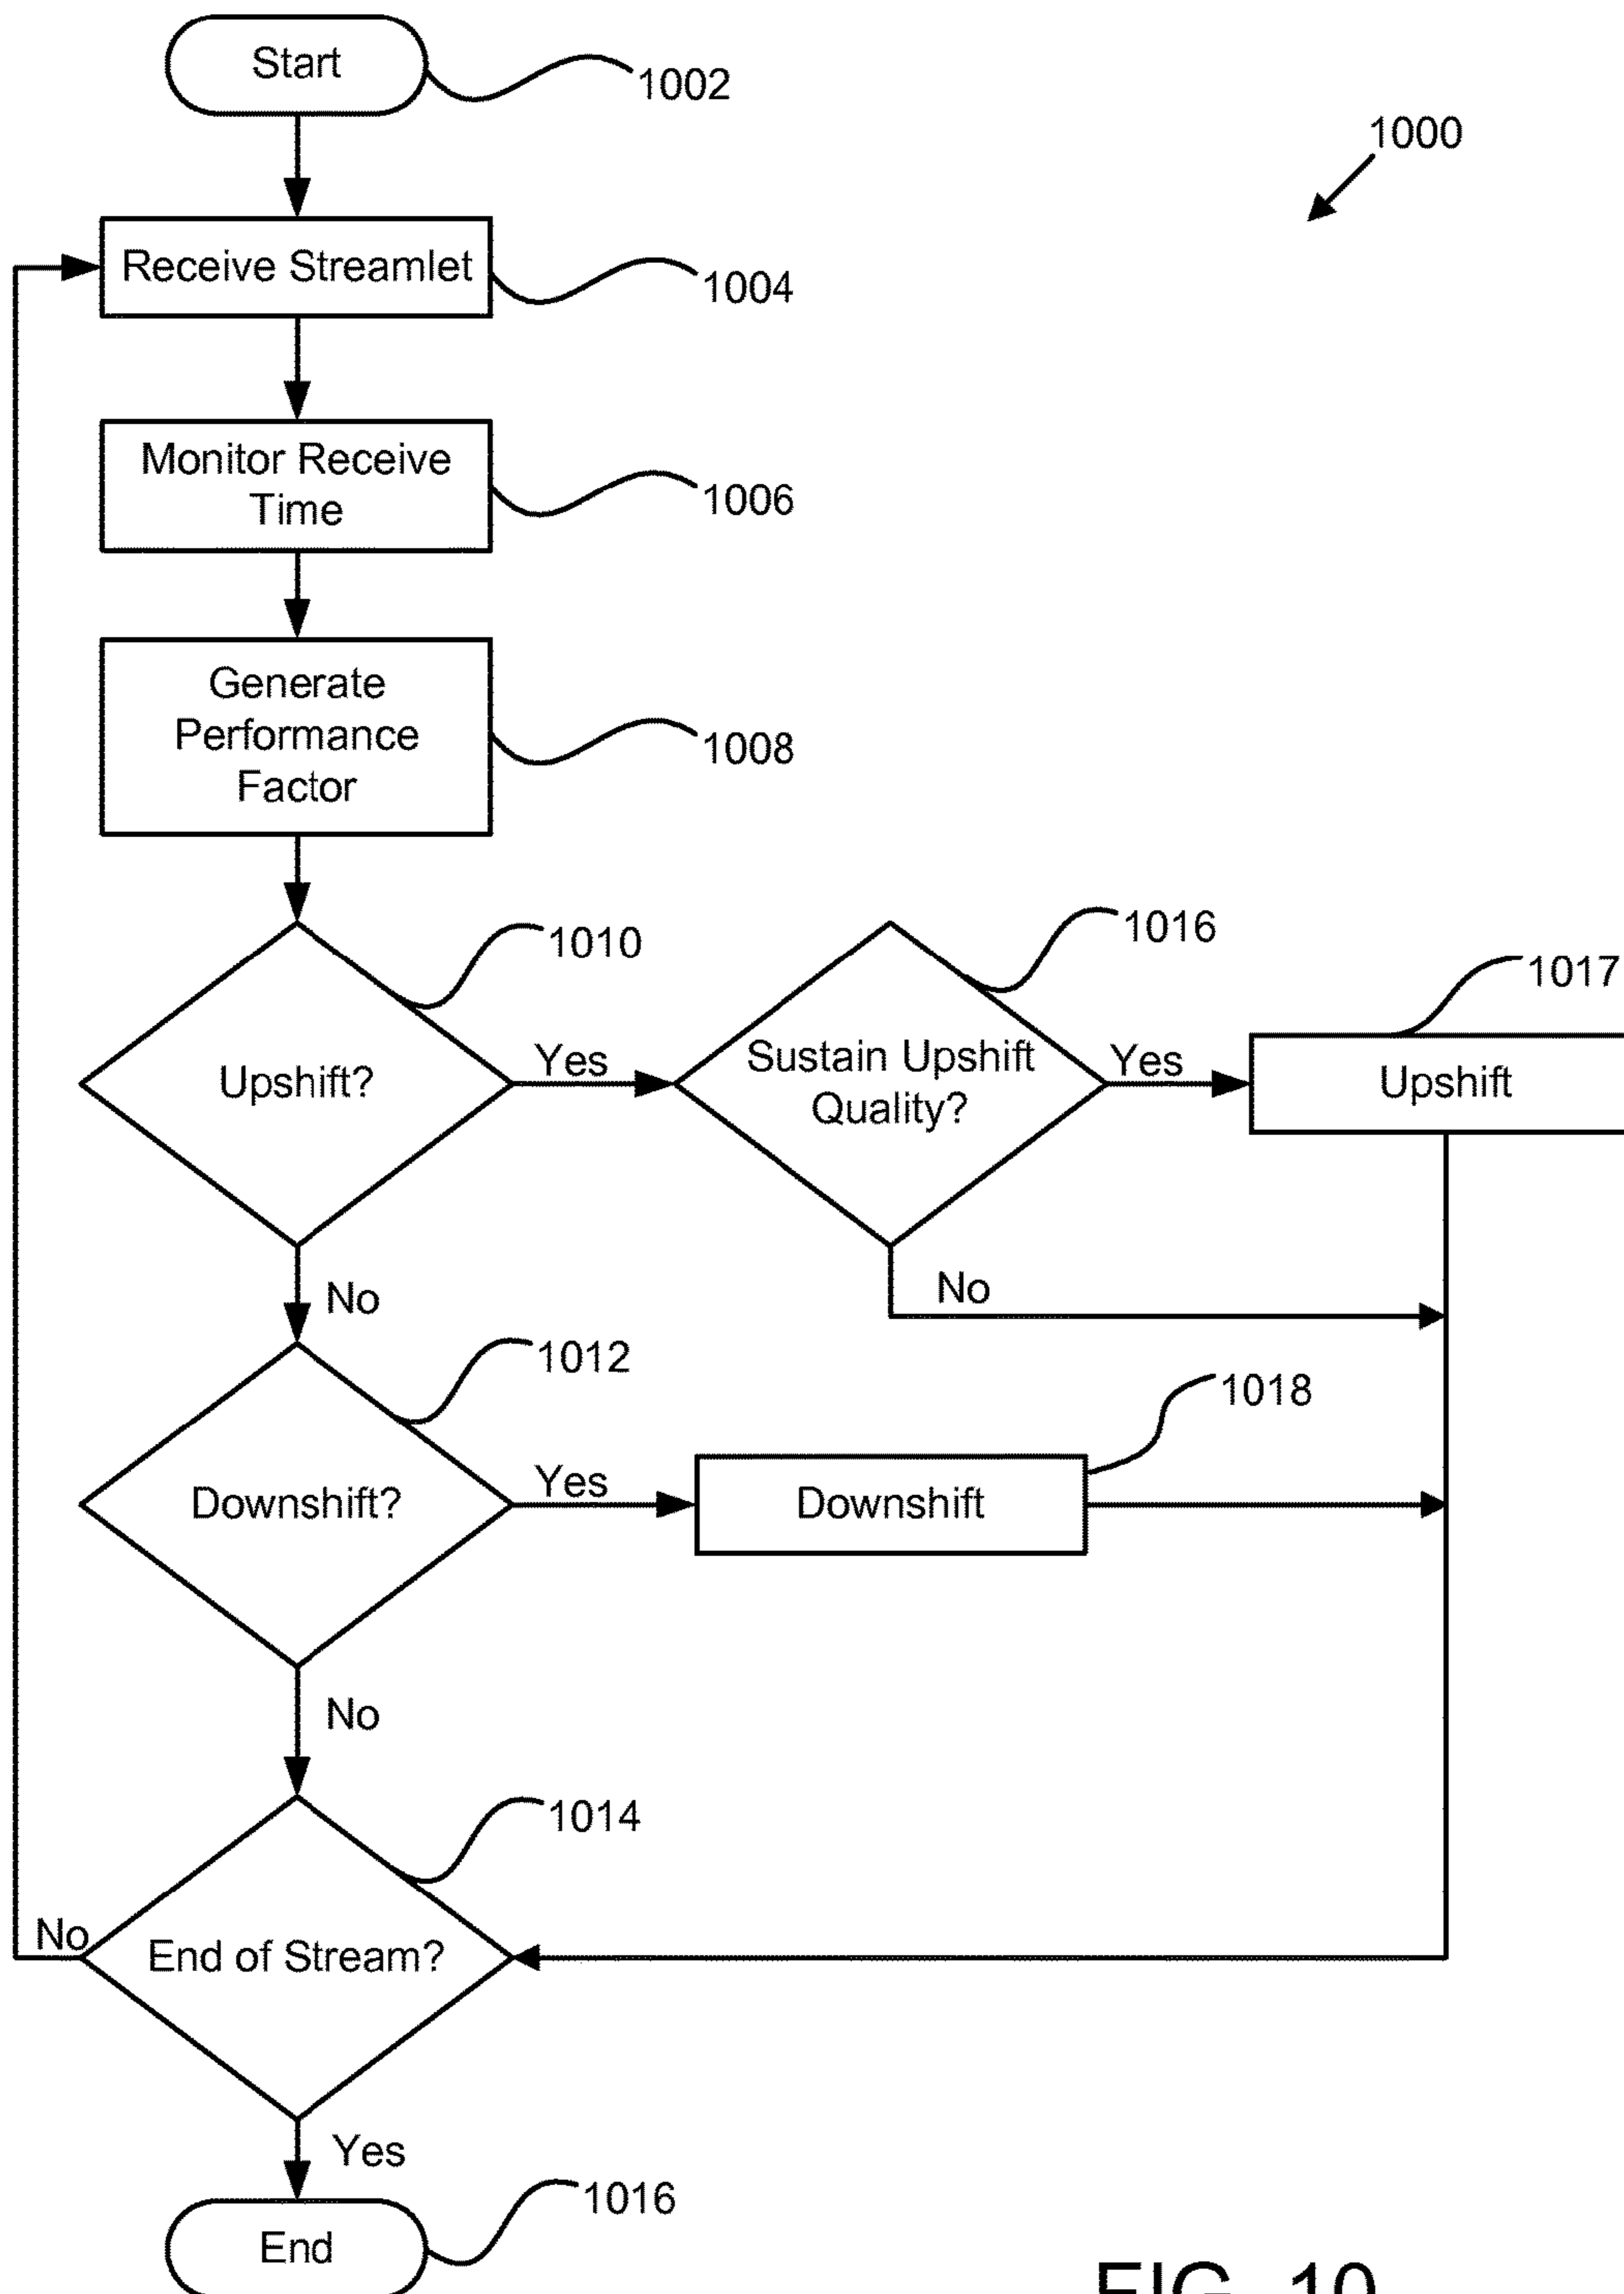 Start
1002
1000
Receive Streamlet
1004
Monitor Receive
Time
1006
Generate
Performance
Factor
1008
1010
1016
1017
Upshift?
Yes
Sustain Upshift
Quality?
Yes
Upshift
No
No
1012
1018
Downshift?
Yes
Downshift
No
1014
No
End of Stream?
Yes
1016
End
FIG. 10